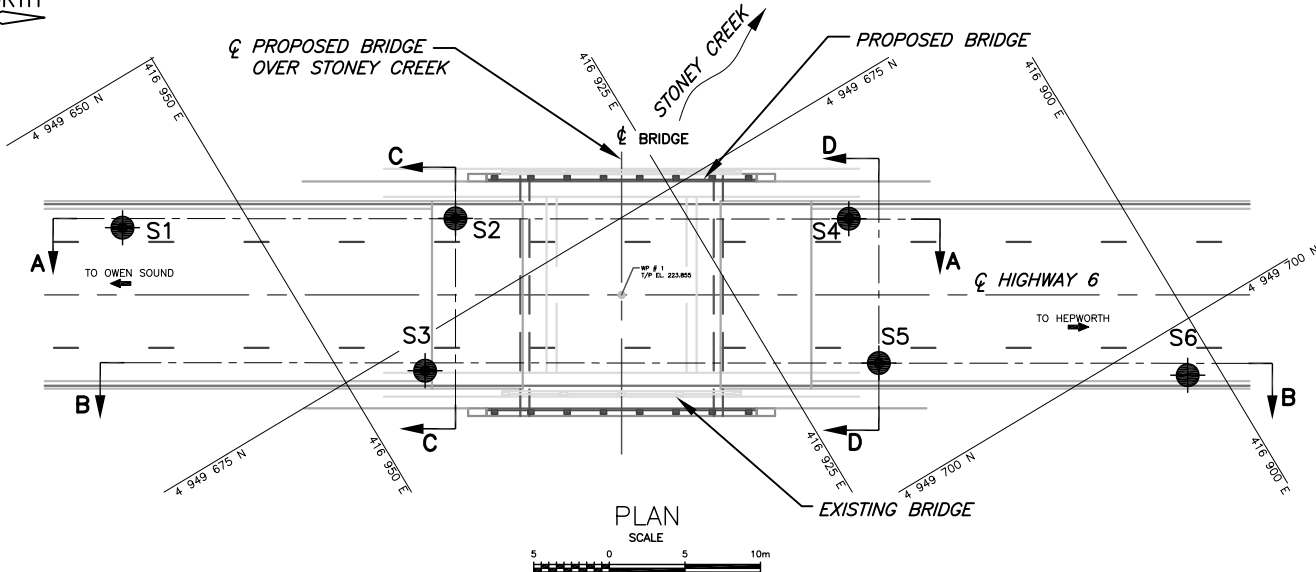 ℄ PROPOSED BRIDGE
OVER STONEY CREEK
STONEY CREEK
PROPOSED BRIDGE
4 949 650 N
416 950 E
416 925 E
4 949 675 N
416 900 E
℄ BRIDGE
C
D
S1
S2
S4
A
A
TO OWEN SOUND
WP # 1
T/P EL. 223.855
℄ HIGHWAY 6
4 949 700 N
TO HEPWORTH
S3
S5
S6
B
B
C
D
4 949 675 N
416 950 E
416 925 E
4 949 700 N
416 900 E
EXISTING BRIDGE
PLAN
SCALE
5 0 5 10m